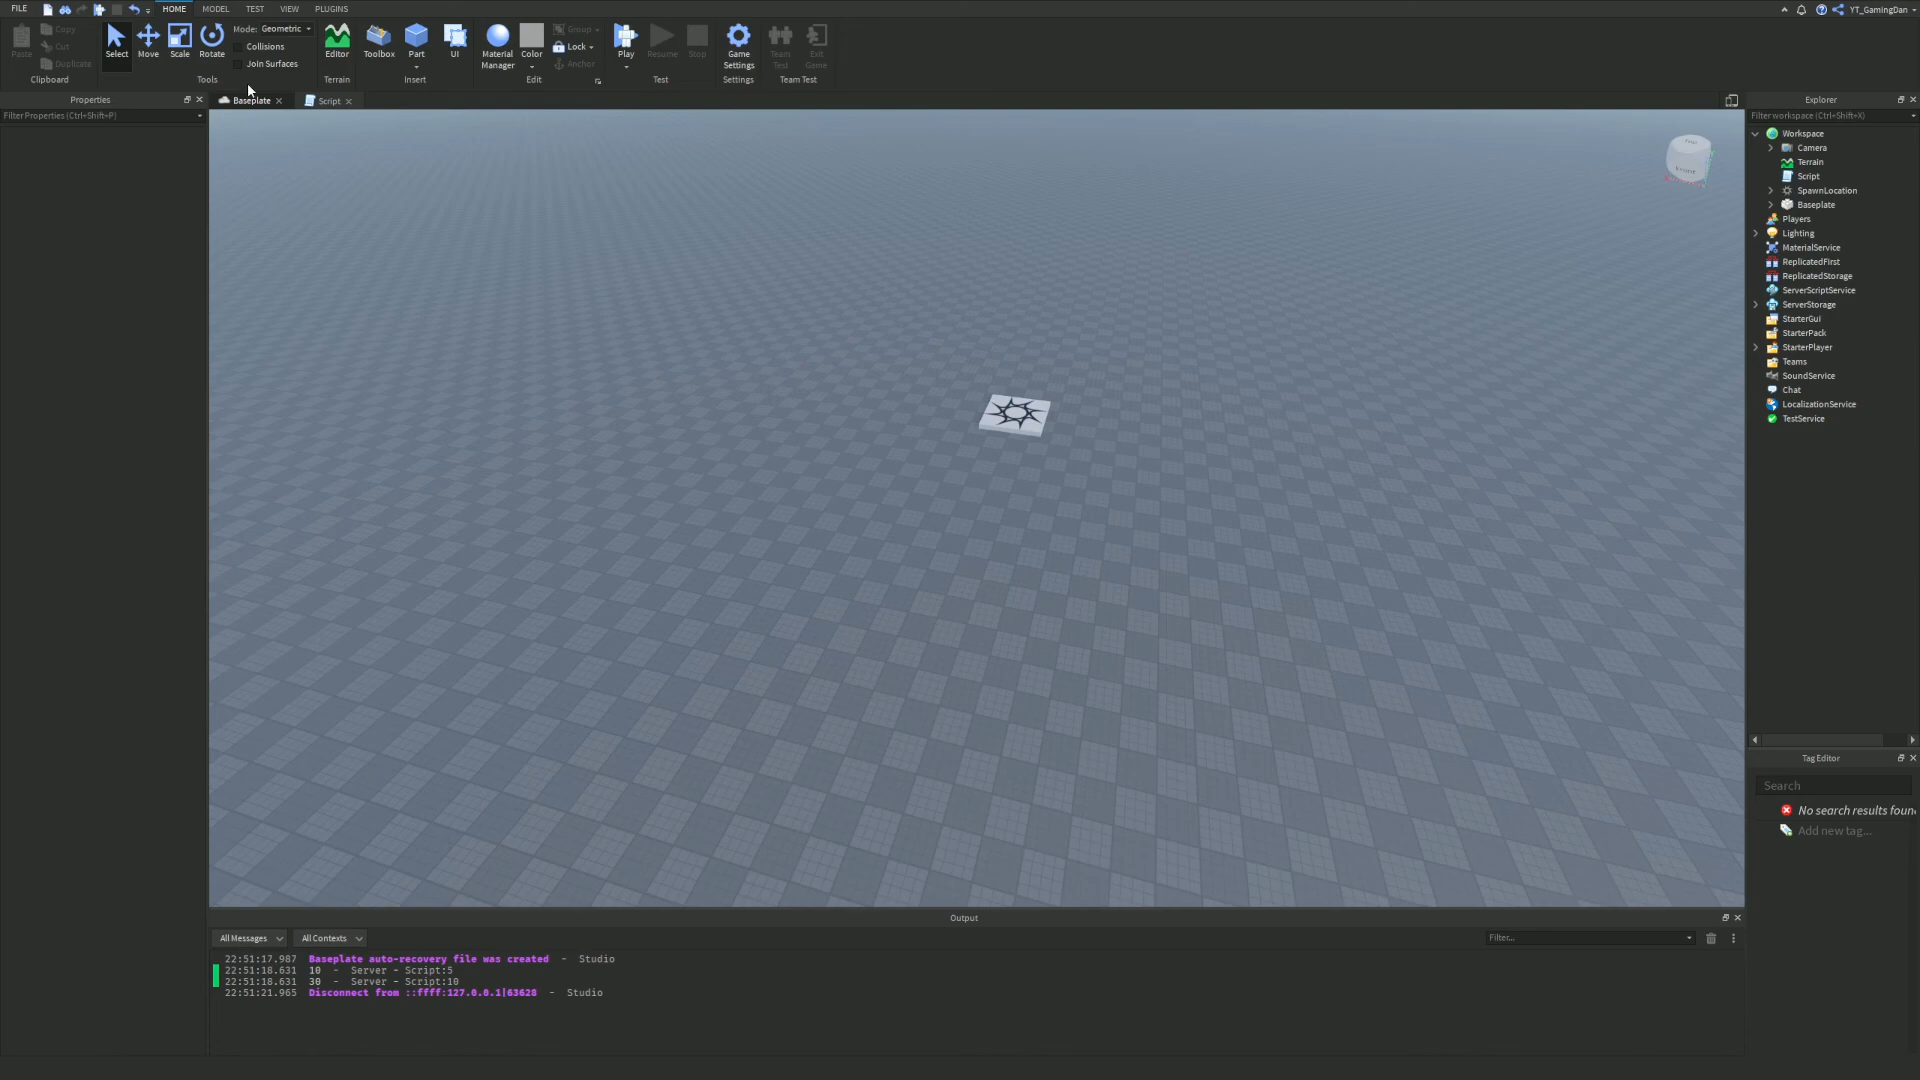 FILE
HOME
MODEL
TEST
VIEW
PLUGINS
YT_GamingDan
Paste
Copy
Cut
Duplicate
Clipboard
Select
Move
Scale
Rotate
Mode: Geometric
Collisions
Join Surfaces
Tools
Editor
Terrain
Toolbox
Part
UI
Insert
Material
Manager
Color
Group
Lock
Anchor
Edit
Play
Resume
Stop
Test
Game
Settings
Settings
Team
Test
Exit
Game
Team Test
Properties
Filter Properties (Ctrl+Shift+P)
Baseplate
Script
Explorer
Filter workspace (Ctrl+Shift+X)
Workspace
Camera
Terrain
Script
SpawnLocation
Baseplate
Players
Lighting
MaterialService
ReplicatedFirst
ReplicatedStorage
ServerScriptService
ServerStorage
StarterGui
StarterPack
StarterPlayer
Teams
SoundService
Chat
LocalizationService
TestService
Tag Editor
Search
No search results foun
Add new tag...
Output
All Messages
All Contexts
Filter...
22:51:17.987 Baseplate auto-recovery file was created - Studio
22:51:18.631 10 - Server - Script:5
22:51:18.631 30 - Server - Script:10
22:51:21.965 Disconnect from ::ffff:127.0.0.1|63628 - Studio